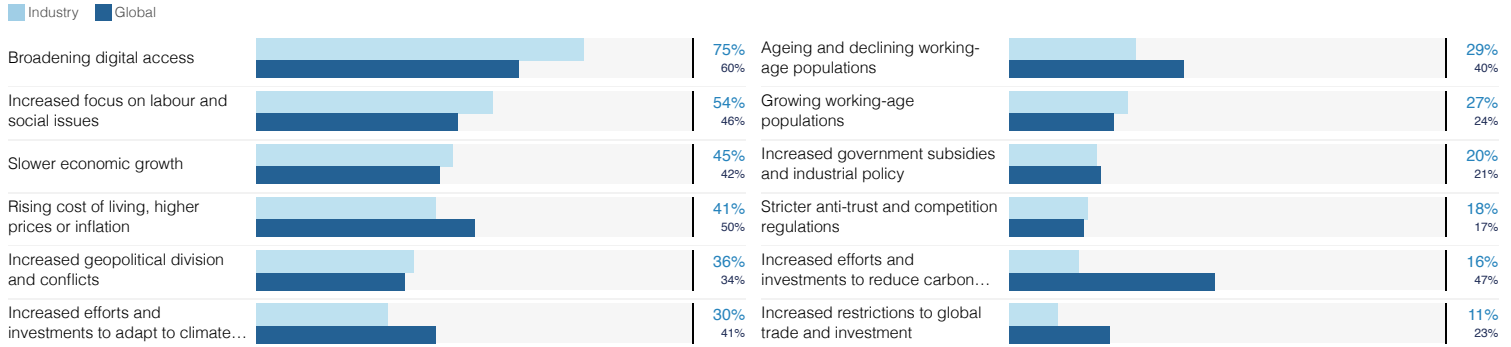 Industry Global
Broadening digital access
75%
60%
Increased focus on labour and
social issues
54%
46%
Slower economic growth
45%
42%
Rising cost of living, higher
prices or inflation
41%
50%
Increased geopolitical division
and conflicts
36%
34%
Increased efforts and
investments to adapt to climate…
30%
41%
Ageing and declining working-
age populations
29%
40%
Growing working-age
populations
27%
24%
Increased government subsidies
and industrial policy
20%
21%
Stricter anti-trust and competition
regulations
18%
17%
Increased efforts and
investments to reduce carbon…
16%
47%
Increased restrictions to global
trade and investment
11%
23%